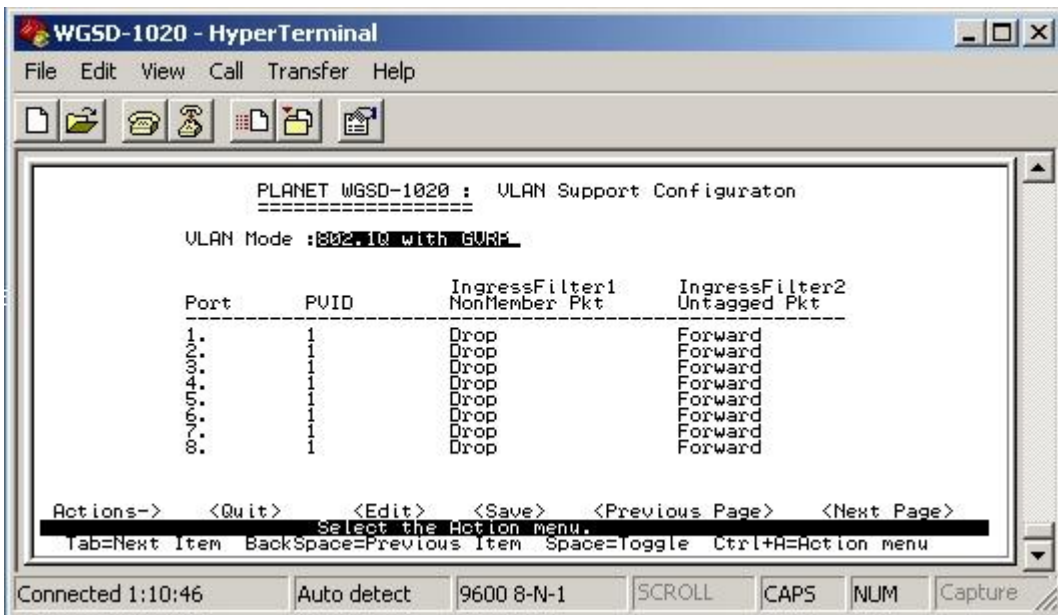 WGSD-1020 - HyperTerminal
File Edit View Call Transfer Help
PLANET WGSD-1020 : VLAN Support Configuraton
==================
VLAN Mode :802.1Q with GVRP
IngressFilter1 IngressFilter2
Port PVID NonMember Pkt Untagged Pkt
1. 1 Drop Forward
2. 1 Drop Forward
3. 1 Drop Forward
4. 1 Drop Forward
5. 1 Drop Forward
6. 1 Drop Forward
7. 1 Drop Forward
8. 1 Drop Forward
Actions-> <Quit> <Edit> <Save> <Previous Page> <Next Page>
Select the Action menu.
Tab=Next Item BackSpace=Previous Item Space=Toggle Ctrl+A=Action menu
Connected 1:10:46 Auto detect 9600 8-N-1 SCROLL CAPS NUM Capture